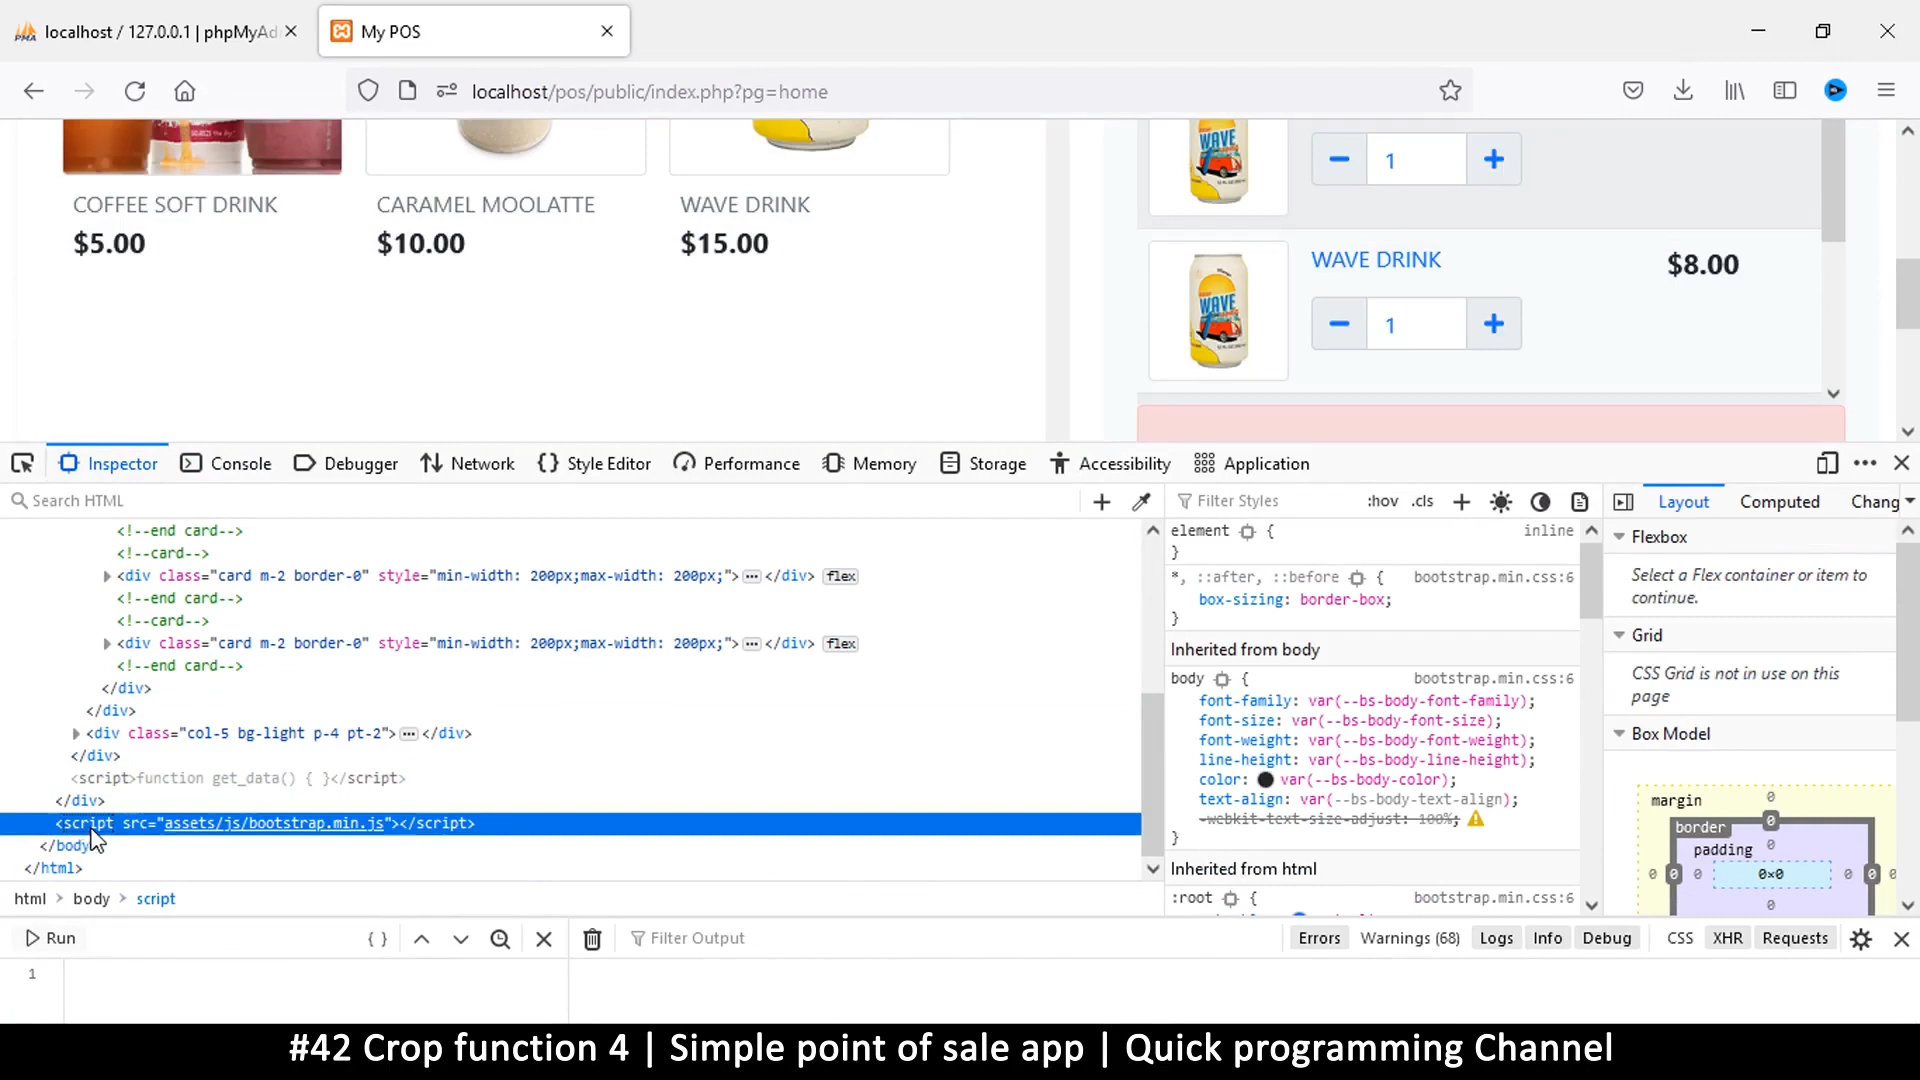 localhost / 127.0.0.1 | phpMyAd
My POS
localhost/pos/public/index.php?pg=home
COFFEE SOFT DRINK
$5.00
CARAMEL MOOLATTE
$10.00
WAVE DRINK
$15.00
WAVE
1
WAVE
WAVE DRINK
$8.00
1
Inspector
Console
Debugger
Network
Style Editor
Performance
Memory
Storage
Accessibility
Application
Search HTML
<!--end card-->
<!--card-->
<div class="card m-2 border-0" style="min-width: 200px;max-width: 200px;">⋯</div> flex
<!--end card-->
<!--card-->
<div class="card m-2 border-0" style="min-width: 200px;max-width: 200px;">⋯</div> flex
<!--end card-->
</div>
</div>
<div class="col-5 bg-light p-4 pt-2">⋯</div>
</div>
<script>function get_data() { }</script>
</div>
<script src="assets/js/bootstrap.min.js"></script>
</body>
</html>
html > body > script
Filter Styles
:hov .cls
element { inline
}
*, ::after, ::before { bootstrap.min.css:6
box-sizing: border-box;
}
Inherited from body
body { bootstrap.min.css:6
font-family: var(--bs-body-font-family);
font-size: var(--bs-body-font-size);
font-weight: var(--bs-body-font-weight);
line-height: var(--bs-body-line-height);
color: var(--bs-body-color);
text-align: var(--bs-body-text-align);
-webkit-text-size-adjust: 100%;
}
Inherited from html
:root { bootstrap.min.css:6
Layout
Computed
Chang
Flexbox
Select a Flex container or item to
continue.
Grid
CSS Grid is not in use on this
page
Box Model
margin 0
border 0
padding 0
0 0 0 0×0 0 0 0
0
Run
{ }
Filter Output
Errors
Warnings (68)
Logs
Info
Debug
CSS
XHR
Requests
1
#42 Crop function 4 | Simple point of sale app | Quick programming Channel